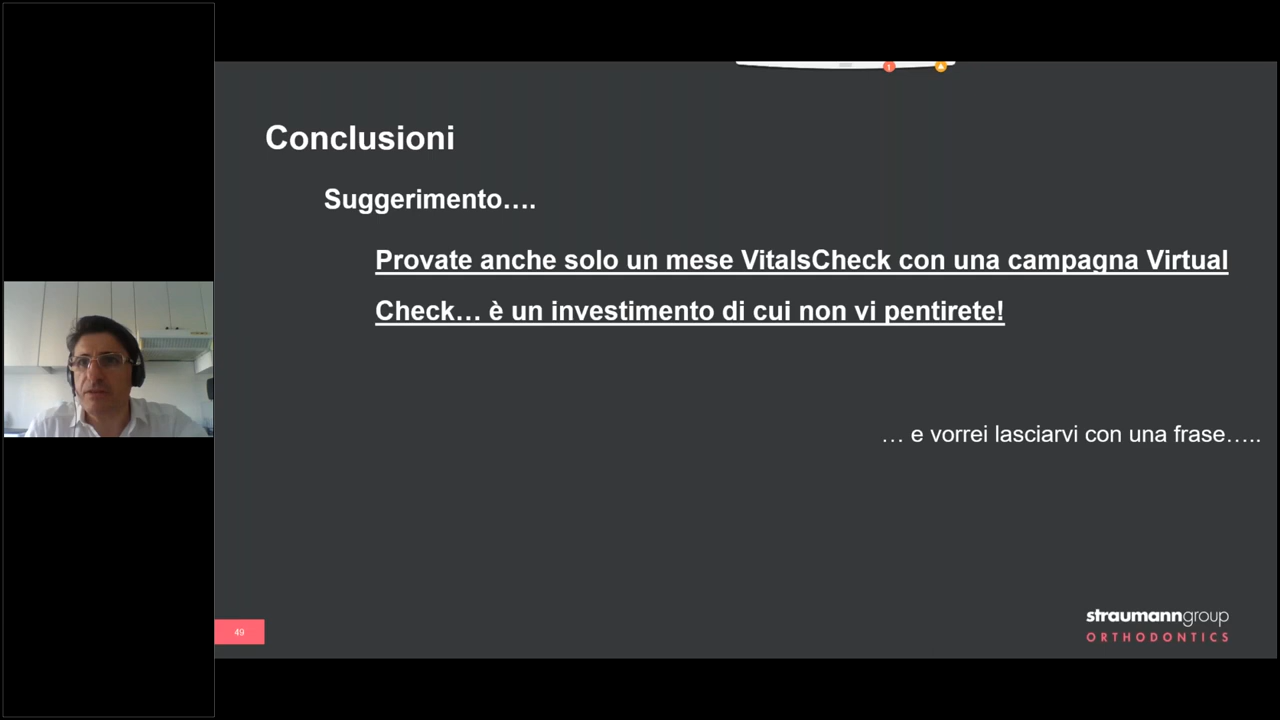 Conclusioni
Suggerimento….
Provate anche solo un mese VitalsCheck con una campagna Virtual
Check… è un investimento di cui non vi pentirete!
… e vorrei lasciarvi con una frase…..
49
straumanngroup
ORTHODONTICS